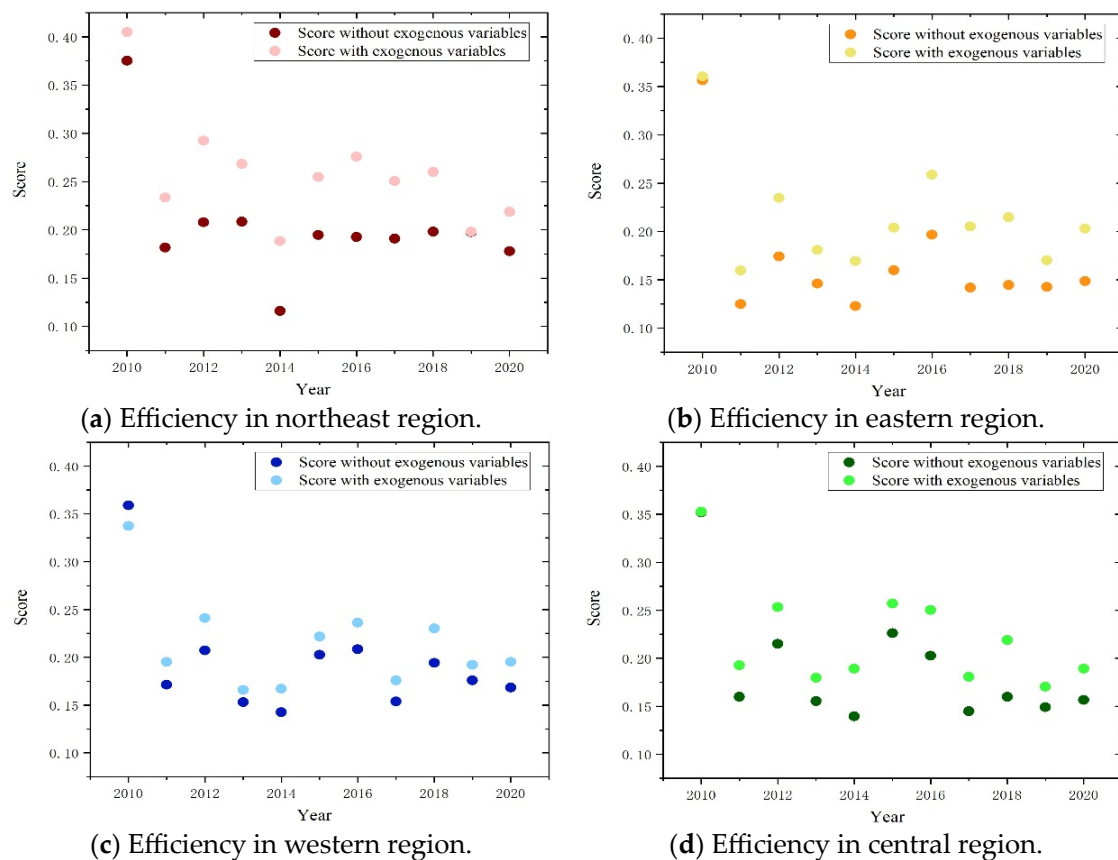 Score without exogenous variables
Score with exogenous variables
0.40
0.35
0.30
0.25
0.20
0.15
0.10
Score
2010 2012 2014 2016 2018 2020
Year
(a) Efficiency in northeast region.
Score without exogenous variables
Score with exogenous variables
0.40
0.35
0.30
0.25
0.20
0.15
0.10
Score
2010 2012 2014 2016 2018 2020
Year
(b) Efficiency in eastern region.
Score without exogenous variables
Score with exogenous variables
0.40
0.35
0.30
0.25
0.20
0.15
0.10
Score
2010 2012 2014 2016 2018 2020
Year
(c) Efficiency in western region.
Score without exogenous variables
Score with exogenous variables
0.40
0.35
0.30
0.25
0.20
0.15
0.10
Score
2010 2012 2014 2016 2018 2020
Year
(d) Efficiency in central region.